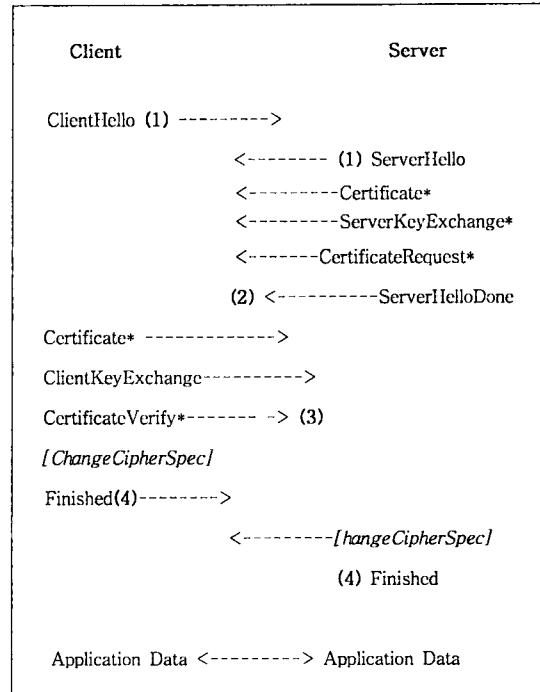 Client Server
ClientHello (1) ---------->
<-------- (1) ServerHello
<---------Certificate*
<--------ServerKeyExchange*
<-------CertificateRequest*
(2) <----------ServerHelloDone
Certificate* ------------->
ClientKeyExchange---------->
CertificateVerify*------- -> (3)
[ChangeCipherSpec]
Finished(4)-------->
<---------[hangeCipherSpec]
(4) Finished
Application Data <---------> Application Data